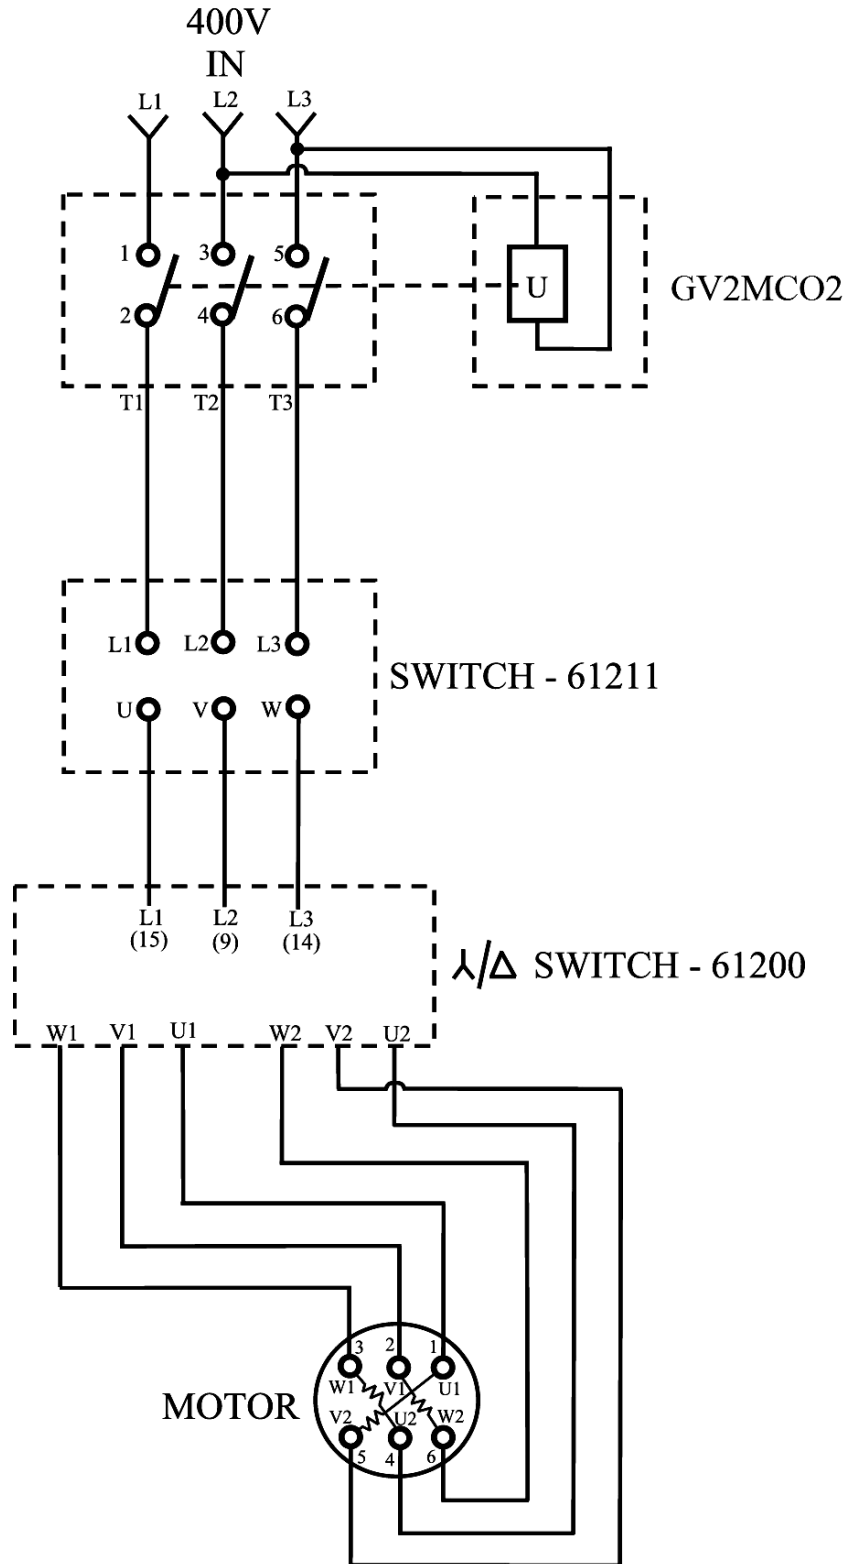 400V
IN
L1 L2 L3
1 3 5
U
GV2MCO2
2 4 6
T1 T2 T3
L1 L2 L3
SWITCH - 61211
U V W
L1 L2 L3
(15) (9) (14)
⅄/Δ SWITCH - 61200
W1 V1 U1 W2 V2 U2
3 2 1
W1 V1 U1
MOTOR
V2 U2 W2
5 4 6